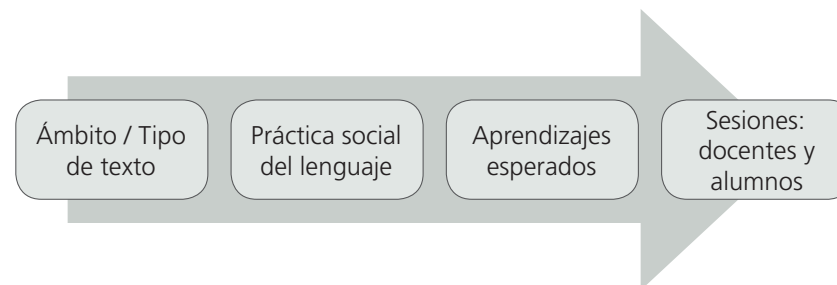 Ámbito / Tipo
de texto
Práctica social
del lenguaje
Aprendizajes
esperados
Sesiones:
docentes y
alumnos